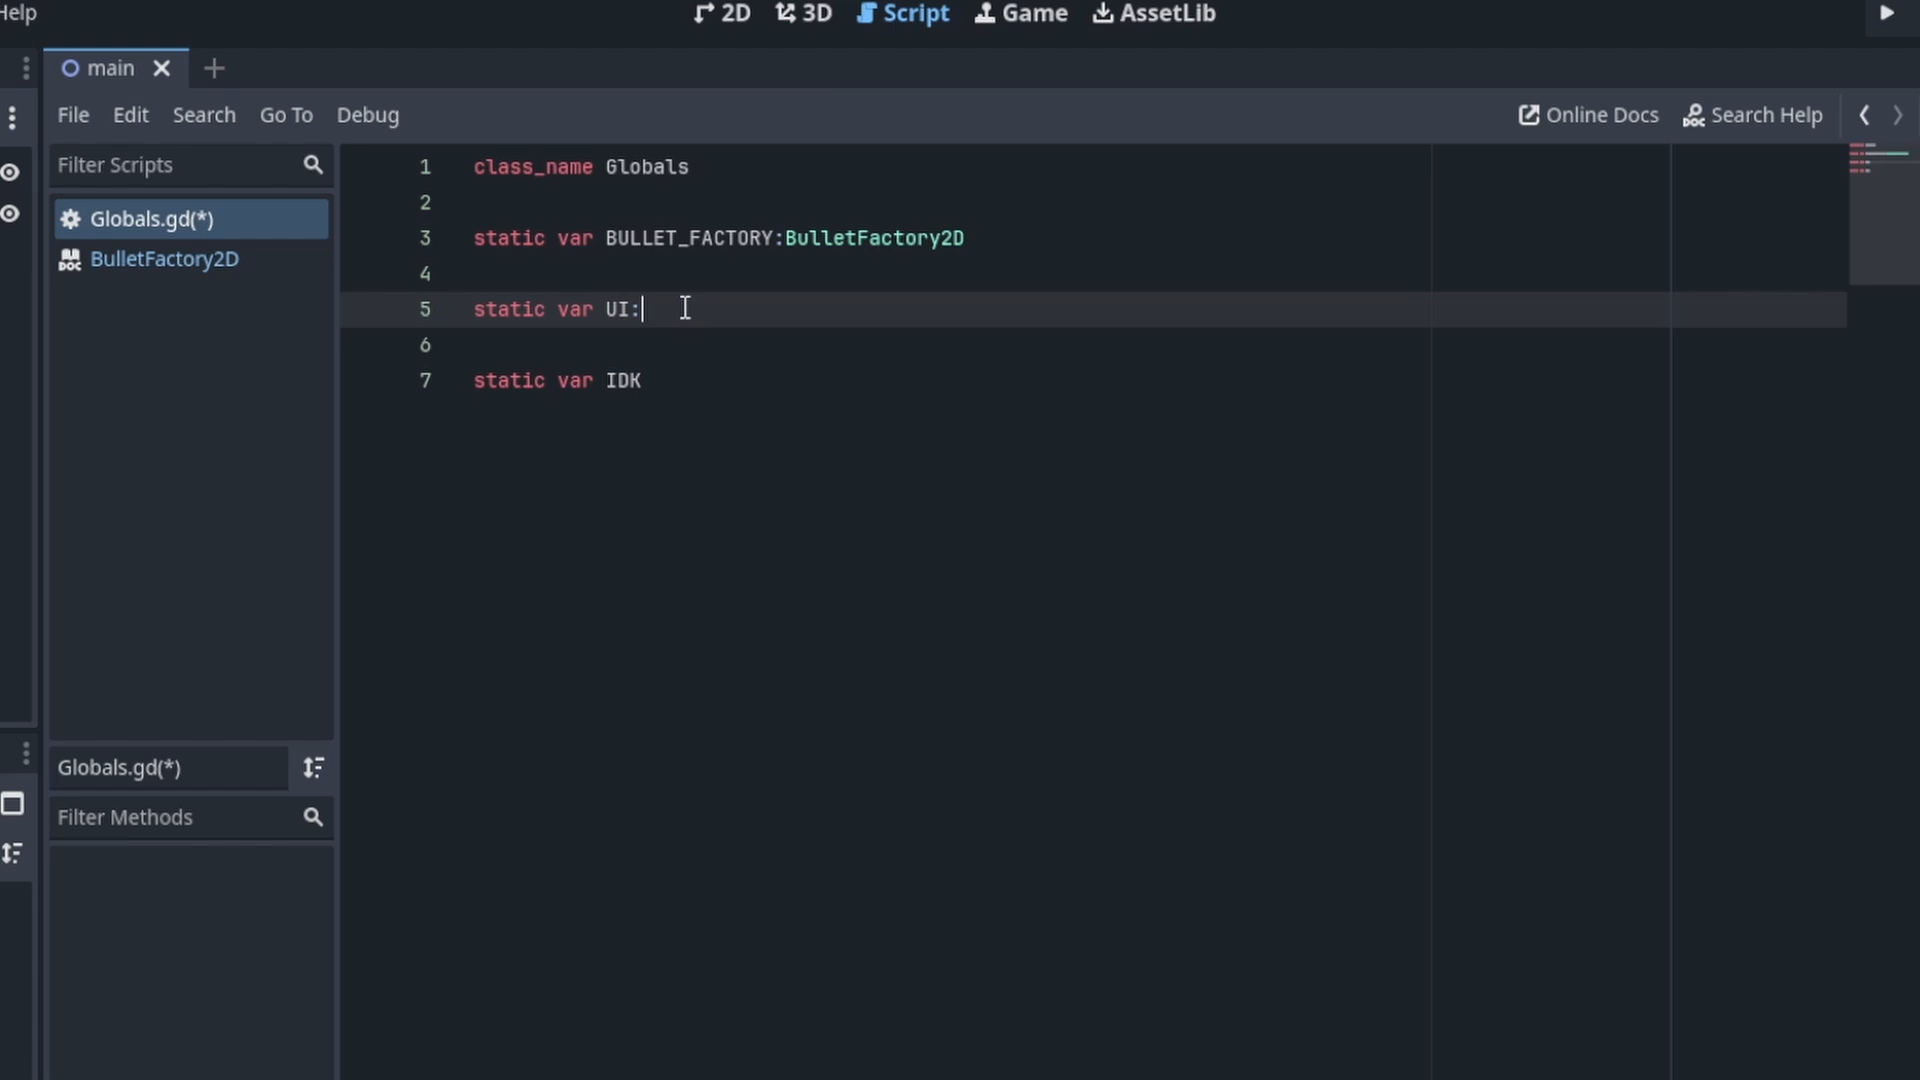 Help
2D 3D Script Game AssetLib
main
File Edit Search Go To Debug
Online Docs Search Help
Filter Scripts
Globals.gd(*)
DOC BulletFactory2D
1 class_name Globals
2
3 static var BULLET_FACTORY:BulletFactory2D
4
5 static var UI:
6
7 static var IDK
Globals.gd(*)
Filter Methods